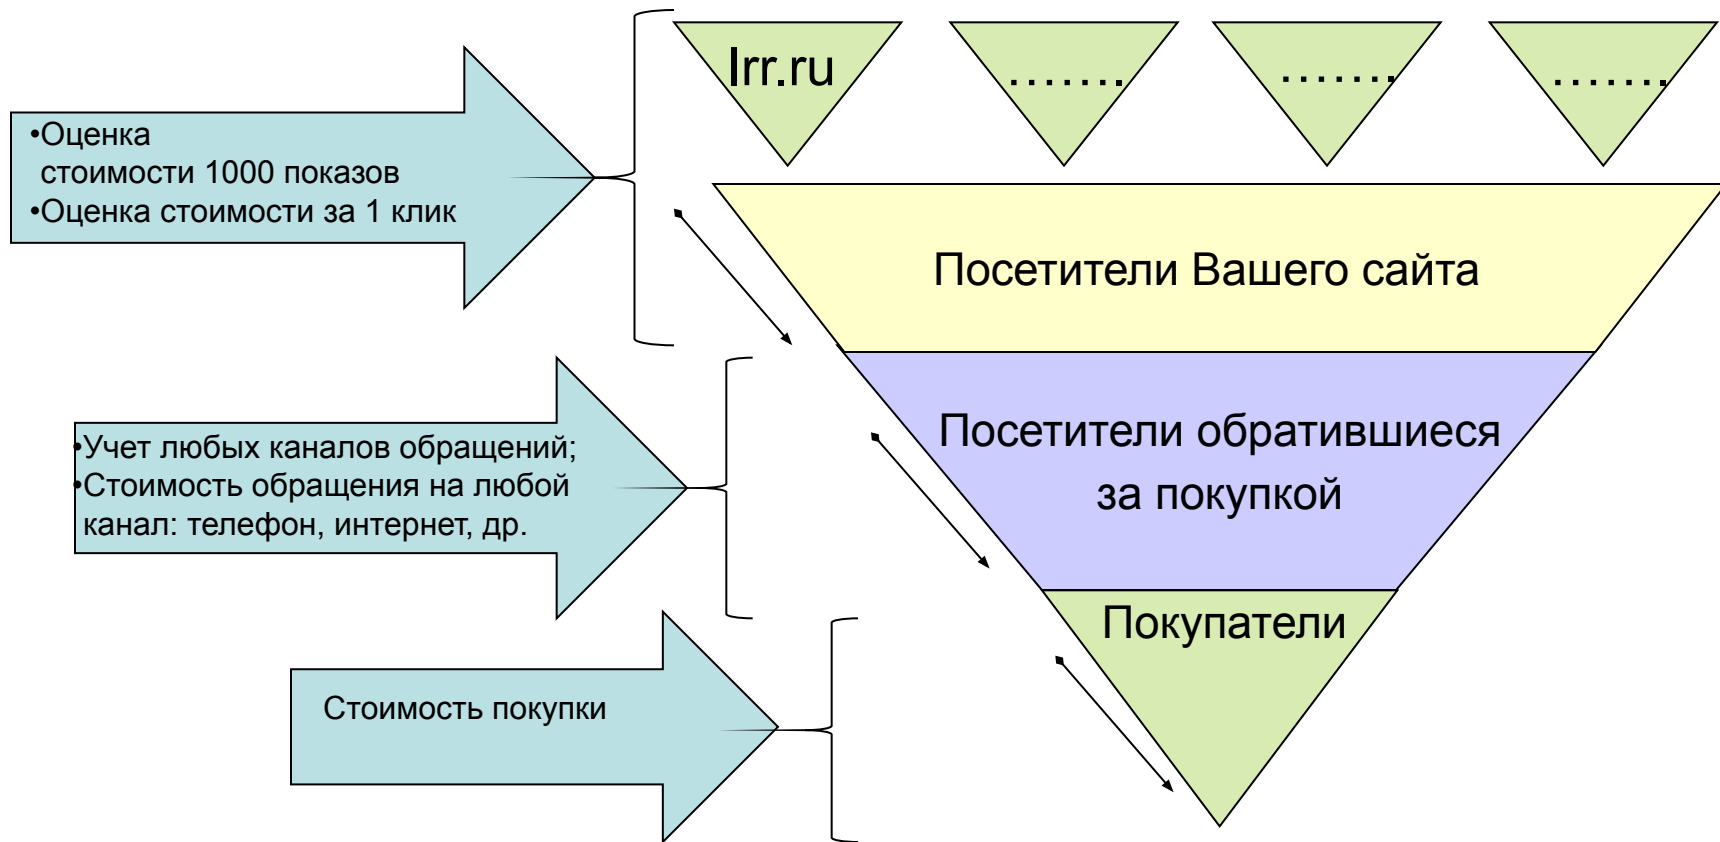 Irr.ru
…….
…….
…….
•Оценка
стоимости 1000 показов
•Оценка стоимости за 1 клик
Посетители Вашего сайта
•Учет любых каналов обращений;
•Стоимость обращения на любой
канал: телефон, интернет, др.
Посетители обратившиеся
за покупкой
Покупатели
Стоимость покупки